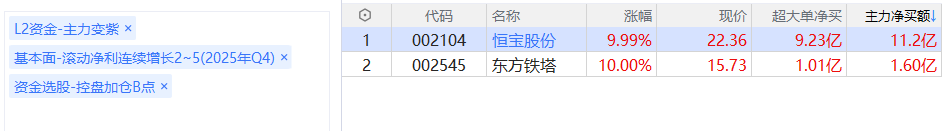 L2资金-主力变紫 ×
基本面-滚动净利连续增长2~5(2025年Q4) ×
资金选股-控盘加仓B点 ×
代码 名称 涨幅 现价 超大单净买 主力净买额↓
1 002104 恒宝股份 9.99% 22.36 9.23亿 11.2亿
2 002545 东方铁塔 10.00% 15.73 1.01亿 1.60亿